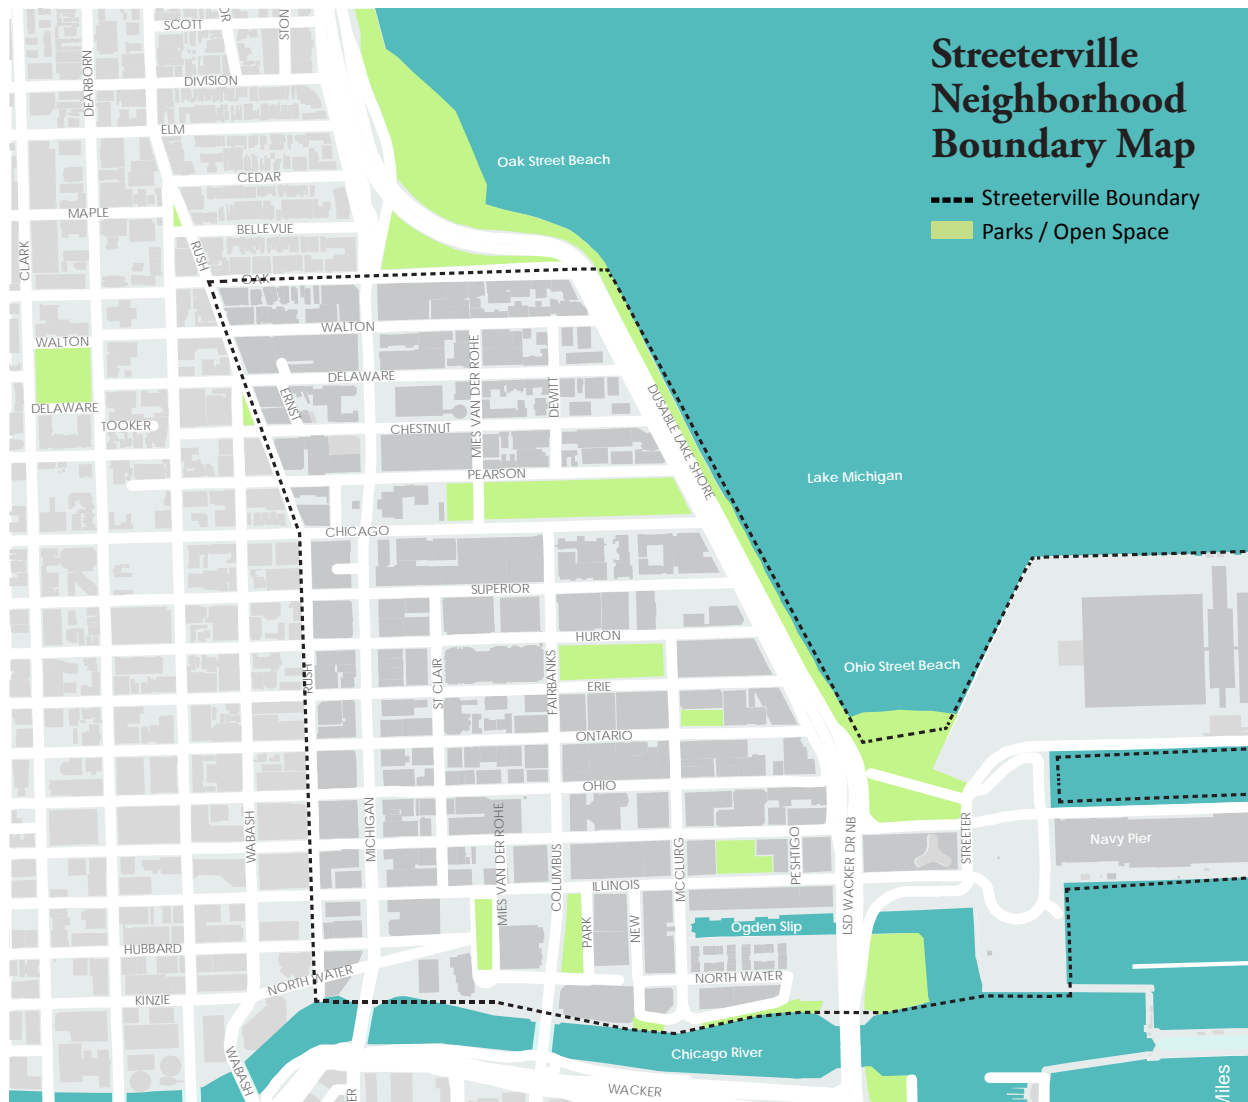 Streeterville
Neighborhood
Boundary Map
Streeterville Boundary
Parks / Open Space
SCOTT
DEARBORN
DIVISION
ELM
Oak Street Beach
CEDAR
MAPLE
BELLEVUE
CLARK
RUSH
OAK
WALTON
WALTON
DELAWARE
MIES VAN DER ROHE
DEWITT
ERNST
DUSABLE LAKE SHORE
DELAWARE
TOOKER
CHESTNUT
PEARSON
Lake Michigan
CHICAGO
SUPERIOR
HURON
RUSH
ST CLAIR
FAIRBANKS
ERIE
Ohio Street Beach
ONTARIO
OHIO
WABASH
MICHIGAN
MIES VAN DER ROHE
COLUMBUS
MCCLURG
PESHTIGO
LSD WACKER DR NB
STREETER
Navy Pier
ILLINOIS
PARK
NEW
Ogden Slip
HUBBARD
NORTH WATER
NORTH WATER
KINZIE
WABASH
Chicago River
WACKER
ER
STON
OR
Miles